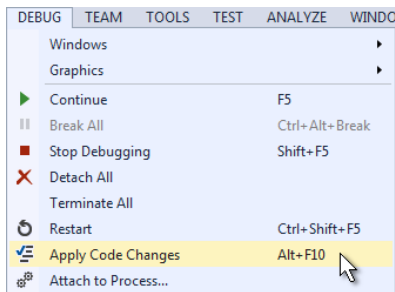 DEBUG TEAM TOOLS TEST ANALYZE WINDO
Windows
Graphics
Continue F5
Break All Ctrl+Alt+Break
Stop Debugging Shift+F5
Detach All
Terminate All
Restart Ctrl+Shift+F5
Apply Code Changes Alt+F10
Attach to Process...